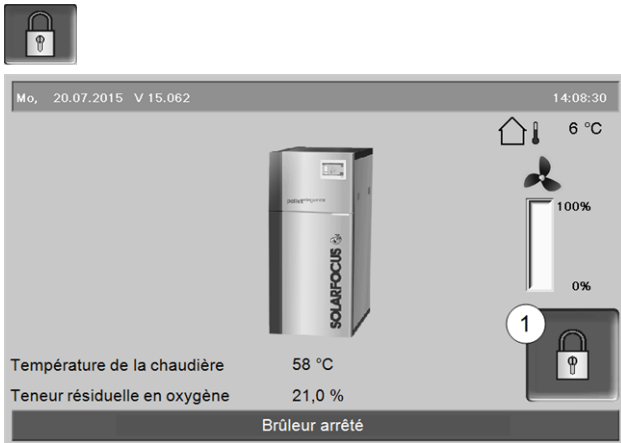 Mo, 20.07.2015 V 15.062 14:08:30
6 °C
100%
0%
SOLARFOCUS
1
Température de la chaudière 58 °C
Teneur résiduelle en oxygène 21,0 %
Brûleur arrêté